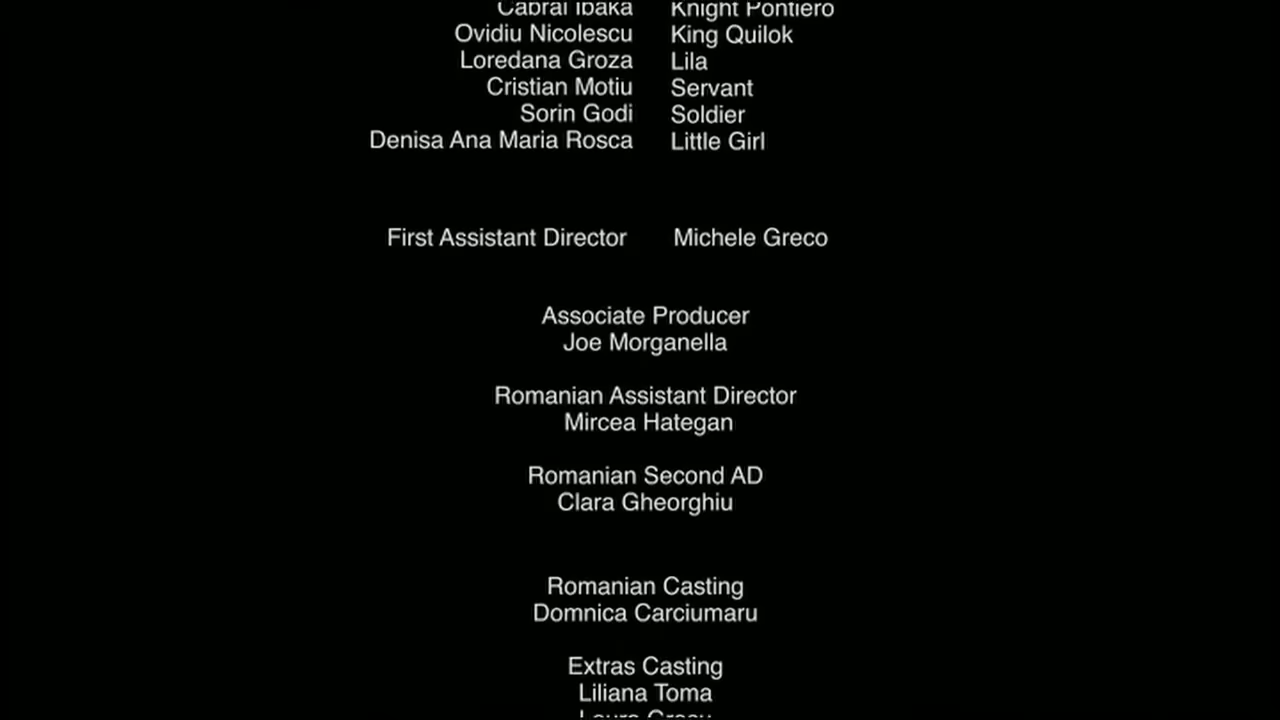 Cabral Ibaka Knight Pontiero
Ovidiu Nicolescu King Quilok
Loredana Groza Lila
Cristian Motiu Servant
Sorin Godi Soldier
Denisa Ana Maria Rosca Little Girl
First Assistant Director Michele Greco
Associate Producer
Joe Morganella
Romanian Assistant Director
Mircea Hategan
Romanian Second AD
Clara Gheorghiu
Romanian Casting
Domnica Carciumaru
Extras Casting
Liliana Toma